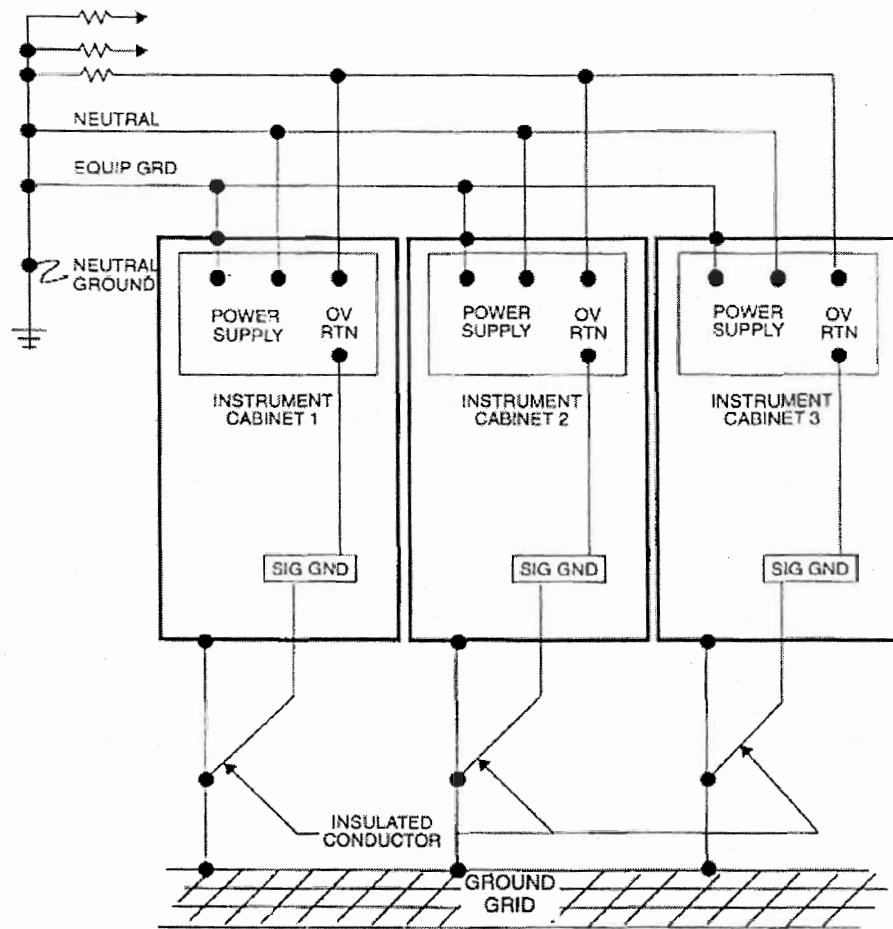 NEUTRAL
EQUIP GRD
NEUTRAL
GROUND
POWER
SUPPLY
OV
RTN
POWER
SUPPLY
OV
RTN
POWER
SUPPLY
OV
RTN
INSTRUMENT
CABINET 1
INSTRUMENT
CABINET 2
INSTRUMENT
CABINET 3
SIG GND
SIG GND
SIG GND
INSULATED
CONDUCTOR
GROUND
GRID